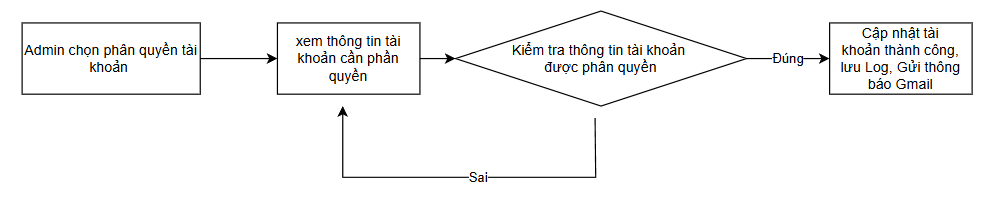 Admin chọn phân quyền tài
khoản
xem thông tin tài
khoản cần phần
quyền
Kiểm tra thông tin tài khoản
được phân quyền
Đúng
Cập nhật tài
khoản thành công,
lưu Log, Gửi thông
báo Gmail
Sai